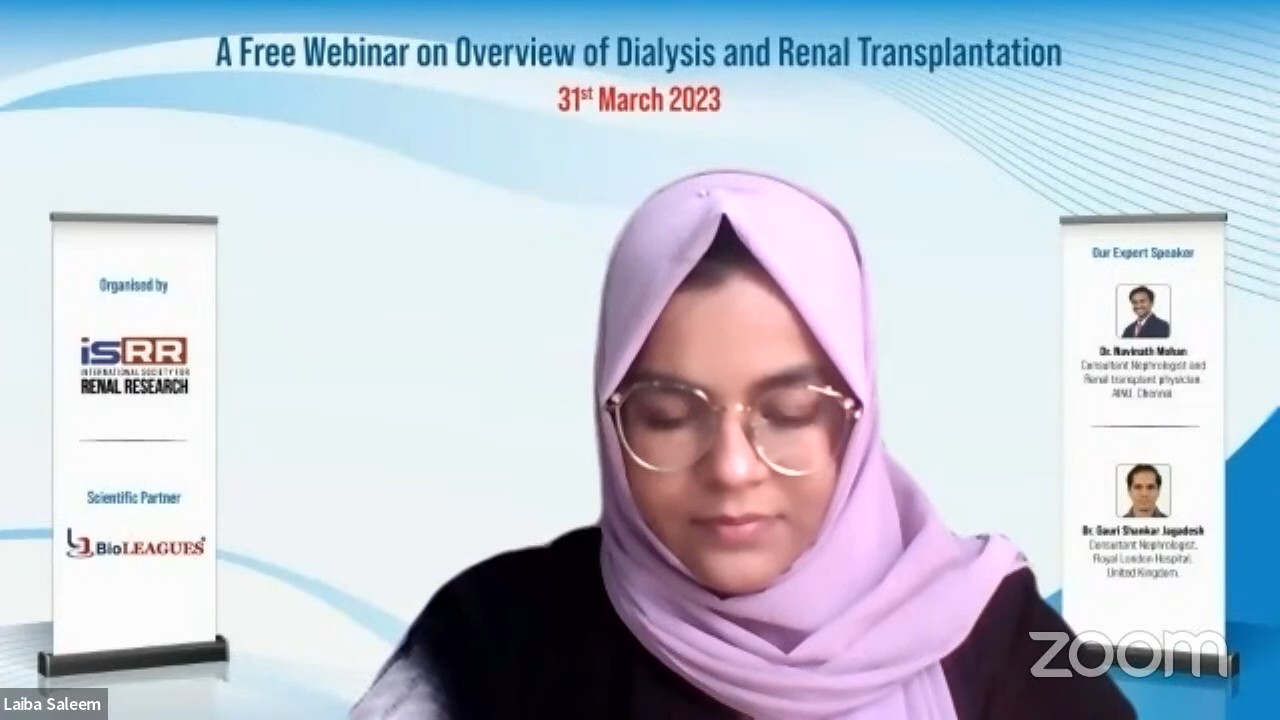 A Free Webinar on Overview of Dialysis and Renal Transplantation
31st March 2023
Organised by
isRR
INTERNATIONAL SOCIETY FOR
RENAL RESEARCH
Scientific Partner
BioLEAGUES
Our Expert Speaker
Dr. Navinath Mohan
Consultant Nephrologist and
Renal transplant physician,
AINU, Chennai
Dr. Gauri Shankar Jagadesh
Consultant Nephrologist,
Royal London Hospital,
United Kingdom.
zoom
Laiba Saleem